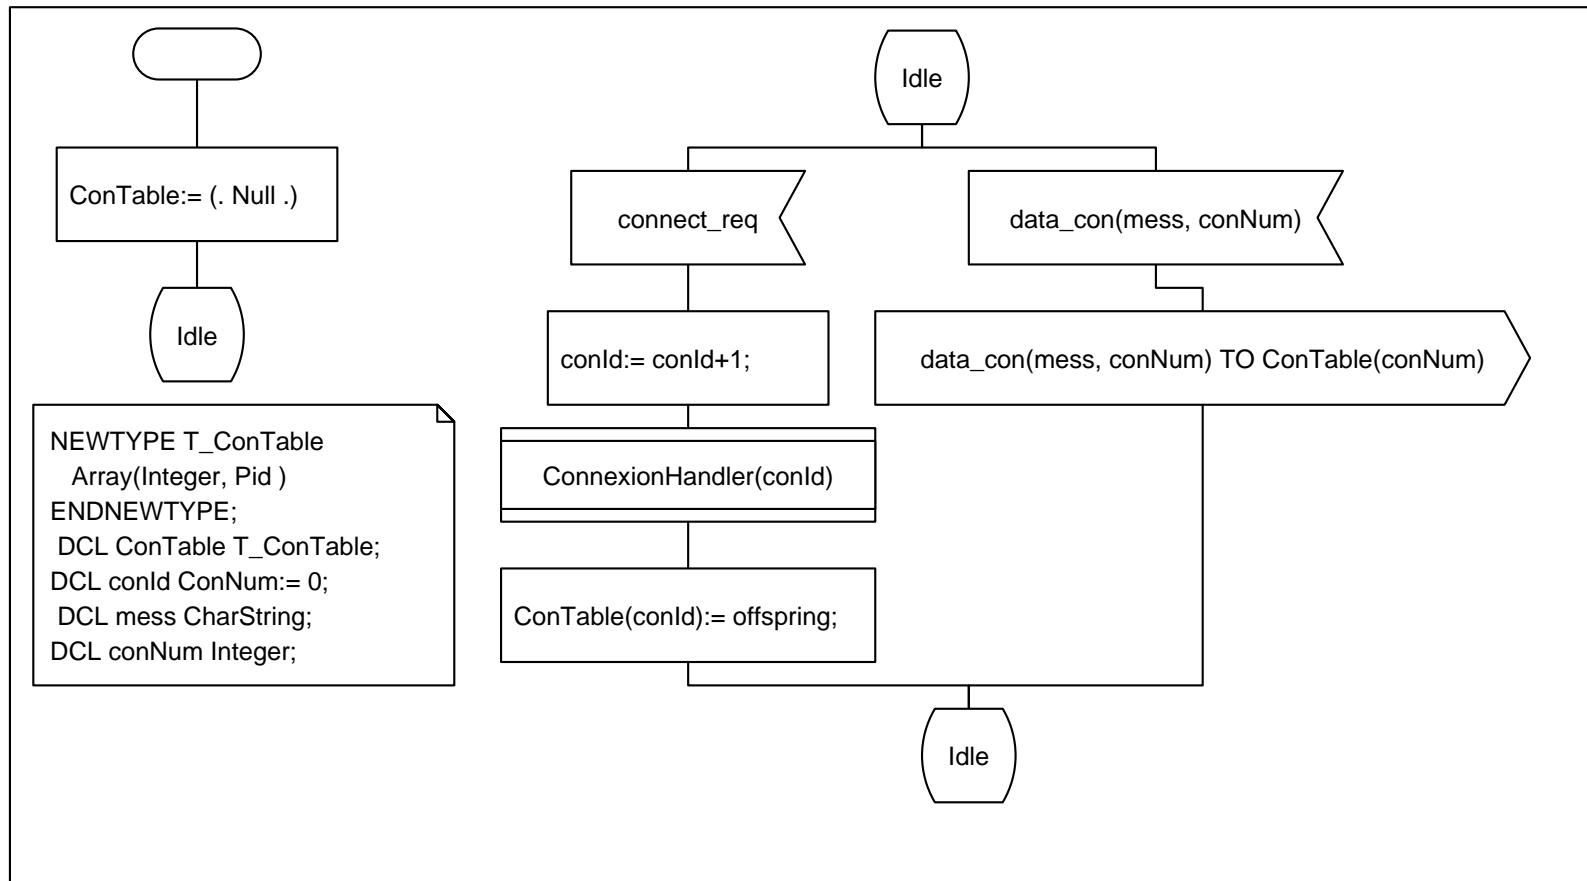 ConTable:= (. Null .)
Idle
NEWTYPE T_ConTable
Array(Integer, Pid )
ENDNEWTYPE;
DCL ConTable T_ConTable;
DCL conId ConNum:= 0;
DCL mess CharString;
DCL conNum Integer;
Idle
connect_req
conId:= conId+1;
ConnexionHandler(conId)
ConTable(conId):= offspring;
data_con(mess, conNum)
data_con(mess, conNum) TO ConTable(conNum)
Idle